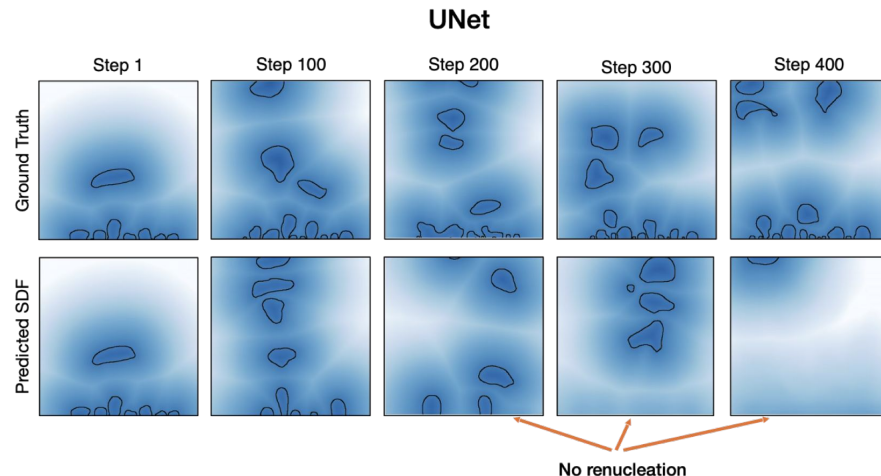 UNet
Step 1
Step 100
Step 200
Step 300
Step 400
Ground Truth
Predicted SDF
No renucleation